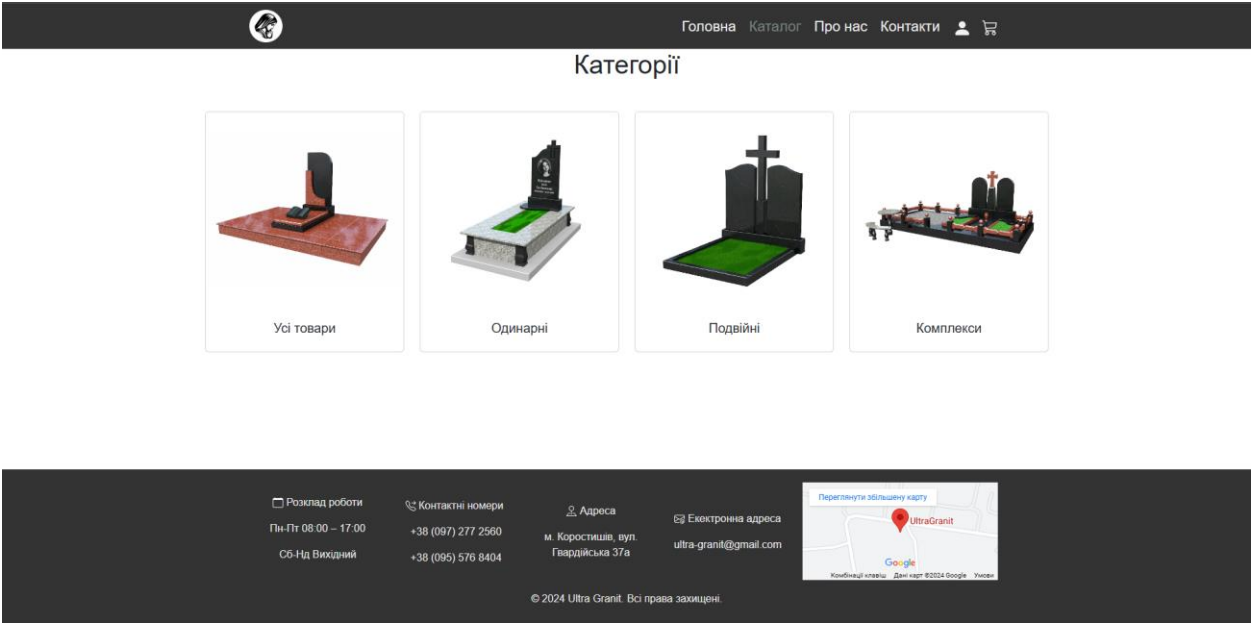 Головна Каталог Про нас Контакти
Категорії
Усі товари
Одинарні
Подвійні
Комплекси
Розклад роботи
Пн-Пт 08:00 – 17:00
Сб-Нд Вихідний
Контактні номери
+38 (097) 277 2560
+38 (095) 576 8404
Адреса
м. Коростишів, вул.
Гвардійська 37а
Екектронна адреса
ultra-granit@gmail.com
Переглянути збільшену карту
UltraGranit
Google
Комбінації клавіш Дані карт ©2024 Google Умови
© 2024 Ultra Granit. Всі права захищені.